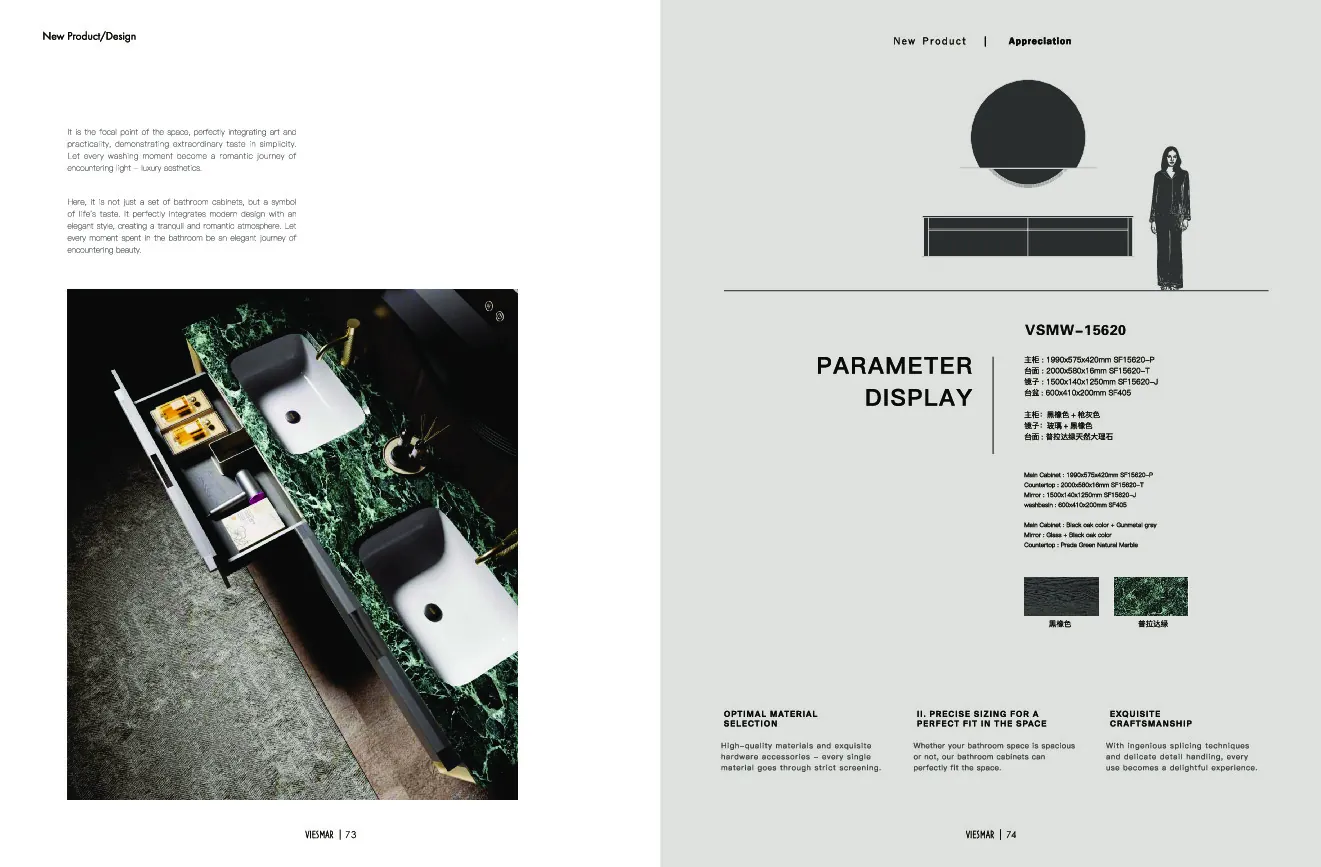 New Product/Design
It is the focal point of the space, perfectly integrating art and
practicality, demonstrating extraordinary taste in simplicity.
Let every washing moment become a romantic journey of
encountering light - luxury aesthetics.
Here, it is not just a set of bathroom cabinets, but a symbol
of life's taste. It perfectly integrates modern design with an
elegant style, creating a tranquil and romantic atmosphere. Let
every moment spent in the bathroom be an elegant journey of
encountering beauty.
VIESMAR | 73
New Product | Appreciation
PARAMETER
DISPLAY
VSMW-15620
主柜 : 1990x575x420mm SF15620-P
台面 : 2000x580x16mm SF15620-T
镜子 : 1500x140x1250mm SF15620-J
台盆 : 600x410x200mm SF405
主柜: 黑橡色 + 枪灰色
镜子: 玻璃 + 黑橡色
台面 : 普拉达绿天然大理石
Main Cabinet : 1990x575x420mm SF15620-P
Countertop : 2000x580x16mm SF15620-T
Mirror : 1500x140x1250mm SF15620-J
washbasin : 600x410x200mm SF405
Main Cabinet : Black oak color + Gunmetal gray
Mirror : Glass + Black oak color
Countertop : Prada Green Natural Marble
黑橡色
普拉达绿
OPTIMAL MATERIAL
SELECTION
High-quality materials and exquisite
hardware accessories - every single
material goes through strict screening.
II. PRECISE SIZING FOR A
PERFECT FIT IN THE SPACE
Whether your bathroom space is spacious
or not, our bathroom cabinets can
perfectly fit the space.
EXQUISITE
CRAFTSMANSHIP
With ingenious splicing techniques
and delicate detail handling, every
use becomes a delightful experience.
VIESMAR | 74